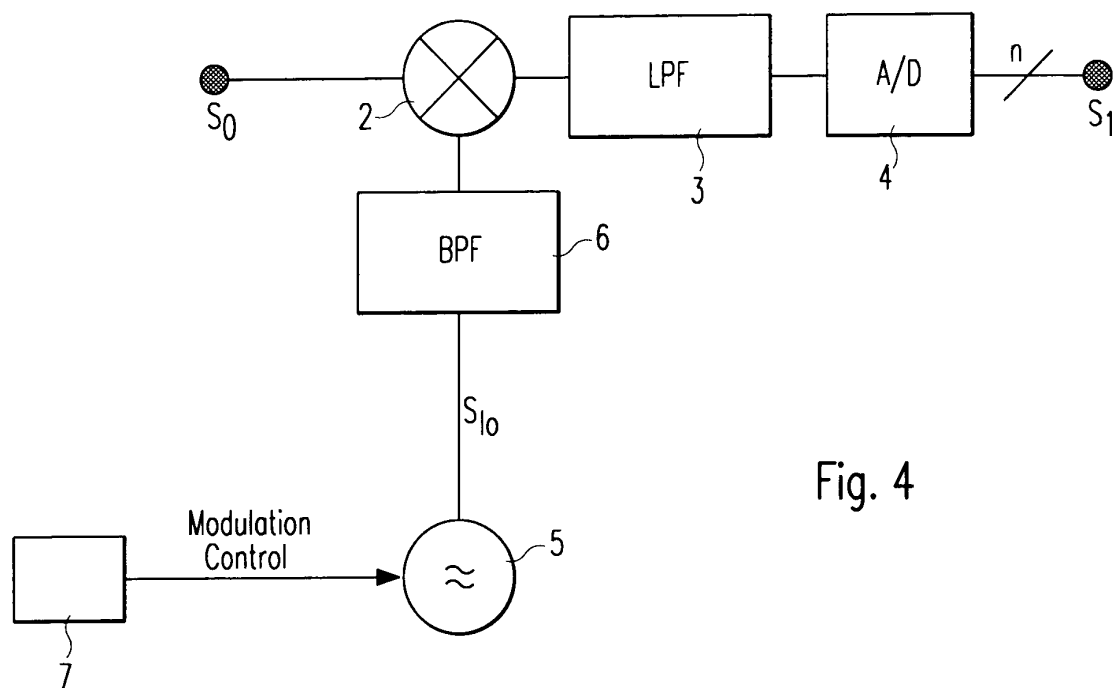 LPF
A/D
n
S0
2
S1
3
4
BPF
6
Slo
Fig. 4
Modulation
Control
5
7